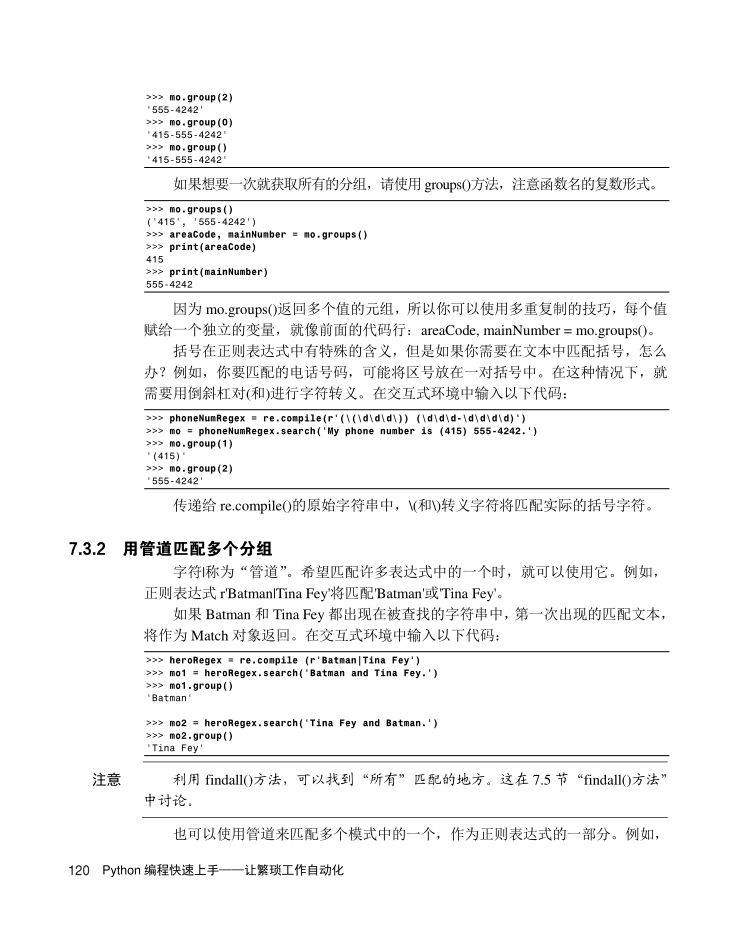 >>> mo.group(2)
'555-4242'
>>> mo.group(0)
'415-555-4242'
>>> mo.group()
'415-555-4242'
如果想要一次就获取所有的分组，请使用 groups()方法，注意函数名的复数形式。
>>> mo.groups()
('415', '555-4242')
>>> areaCode, mainNumber = mo.groups()
>>> print(areaCode)
415
>>> print(mainNumber)
555-4242
因为 mo.groups()返回多个值的元组，所以你可以使用多重复制的技巧，每个值
赋给一个独立的变量，就像前面的代码行：areaCode, mainNumber = mo.groups()。
括号在正则表达式中有特殊的含义，但是如果你需要在文本中匹配括号，怎么
办？例如，你要匹配的电话号码，可能将区号放在一对括号中。在这种情况下，就
需要用倒斜杠对(和)进行字符转义。在交互式环境中输入以下代码：
>>> phoneNumRegex = re.compile(r'(\(\d\d\d\)) (\d\d\d-\d\d\d\d)')
>>> mo = phoneNumRegex.search('My phone number is (415) 555-4242.')
>>> mo.group(1)
'(415)'
>>> mo.group(2)
'555-4242'
传递给 re.compile()的原始字符串中，\(和\)转义字符将匹配实际的括号字符。
7.3.2 用管道匹配多个分组
字符|称为“管道”。希望匹配许多表达式中的一个时，就可以使用它。例如，
正则表达式 r'Batman|Tina Fey'将匹配'Batman'或'Tina Fey'。
如果 Batman 和 Tina Fey 都出现在被查找的字符串中，第一次出现的匹配文本，
将作为 Match 对象返回。在交互式环境中输入以下代码：
>>> heroRegex = re.compile (r'Batman|Tina Fey')
>>> mo1 = heroRegex.search('Batman and Tina Fey.')
>>> mo1.group()
'Batman'
>>> mo2 = heroRegex.search('Tina Fey and Batman.')
>>> mo2.group()
'Tina Fey'
注意 利用 findall()方法，可以找到“所有”匹配的地方。这在 7.5 节“findall()方法”
中讨论。
也可以使用管道来匹配多个模式中的一个，作为正则表达式的一部分。例如，
120 Python 编程快速上手——让繁琐工作自动化